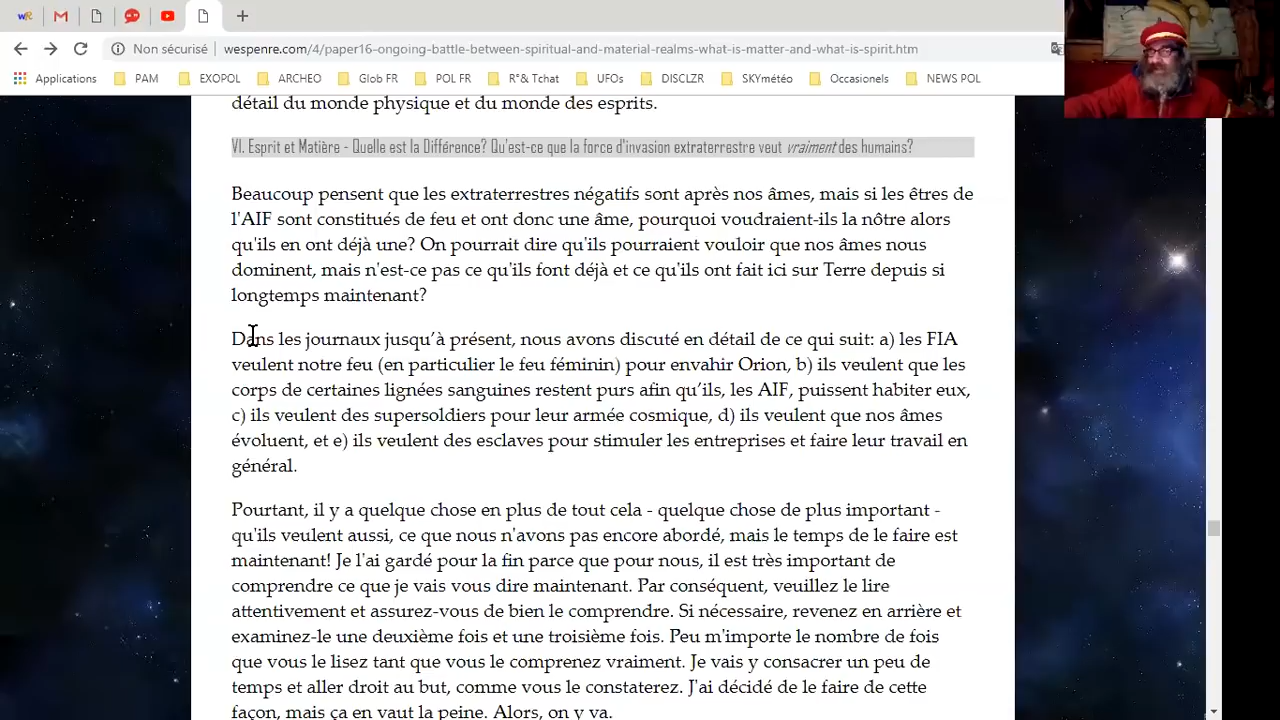 Non sécurisé
wespenre.com/4/paper16-ongoing-battle-between-spiritual-and-material-realms-what-is-matter-and-what-is-spirit.htm
Applications PAM EXOPOL ARCHEO Glob FR POL FR R°& Tchat UFOs DISCLZR SKYmétéo Occasionels NEWS POL
détail du monde physique et du monde des esprits.
VI. Esprit et Matière - Quelle est la Différence? Qu'est-ce que la force d'invasion extraterrestre veut vraiment des humains?
Beaucoup pensent que les extraterrestres négatifs sont après nos âmes, mais si les êtres de
l'AIF sont constitués de feu et ont donc une âme, pourquoi voudraient-ils la nôtre alors
qu'ils en ont déjà une? On pourrait dire qu'ils pourraient vouloir que nos âmes nous
dominent, mais n'est-ce pas ce qu'ils font déjà et ce qu'ils ont fait ici sur Terre depuis si
longtemps maintenant?
Dans les journaux jusqu’à présent, nous avons discuté en détail de ce qui suit: a) les FIA
veulent notre feu (en particulier le feu féminin) pour envahir Orion, b) ils veulent que les
corps de certaines lignées sanguines restent purs afin qu’ils, les AIF, puissent habiter eux,
c) ils veulent des supersoldiers pour leur armée cosmique, d) ils veulent que nos âmes
évoluent, et e) ils veulent des esclaves pour stimuler les entreprises et faire leur travail en
général.
Pourtant, il y a quelque chose en plus de tout cela - quelque chose de plus important -
qu'ils veulent aussi, ce que nous n'avons pas encore abordé, mais le temps de le faire est
maintenant! Je l'ai gardé pour la fin parce que pour nous, il est très important de
comprendre ce que je vais vous dire maintenant. Par conséquent, veuillez le lire
attentivement et assurez-vous de bien le comprendre. Si nécessaire, revenez en arrière et
examinez-le une deuxième fois et une troisième fois. Peu m'importe le nombre de fois
que vous le lisez tant que vous le comprenez vraiment. Je vais y consacrer un peu de
temps et aller droit au but, comme vous le constaterez. J'ai décidé de le faire de cette
façon, mais ça en vaut la peine. Alors, on y va.